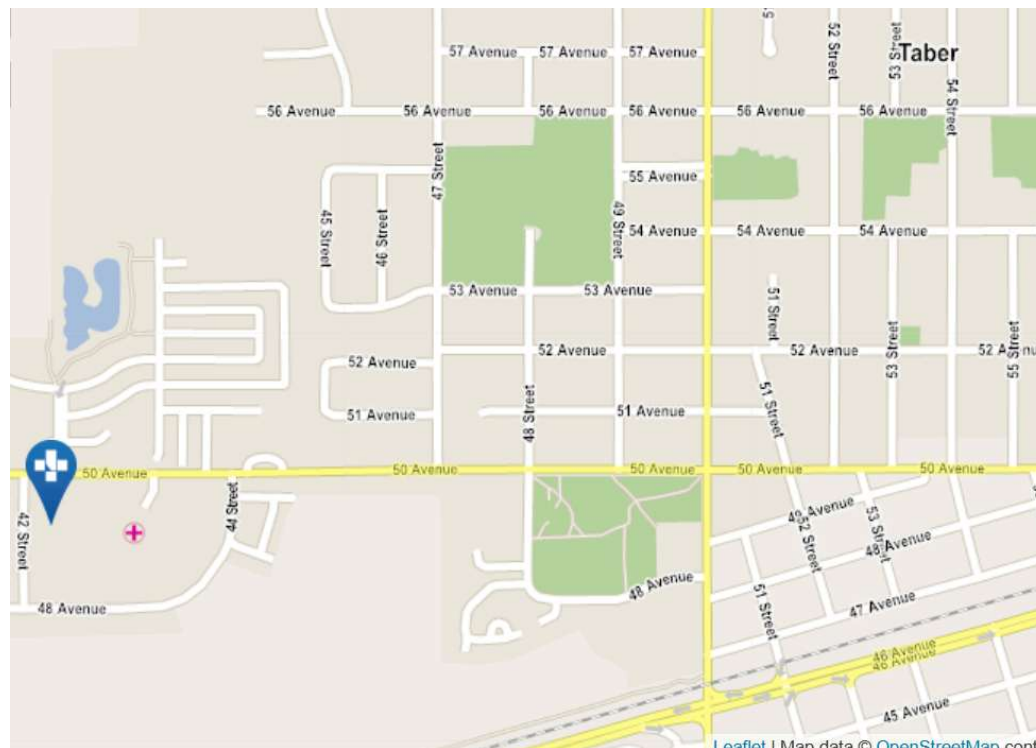 57 Avenue
57 Avenue
57 Avenue
52 Street
53 Street
Taber
54 Street
56 Avenue
56 Avenue
56 Avenue
56 Avenue
56 Avenue
56 Avenue
47 Street
55 Avenue
45 Street
46 Street
49 Street
54 Avenue
54 Avenue
54 Avenue
53 Avenue
53 Avenue
51 Street
53 Street
55 Street
52 Avenue
52 Avenue
52 Avenue
51 Avenue
51 Avenue
48 Street
51 Street
50 Avenue
50 Avenue
50 Avenue
50 Avenue
50 Avenue
42 Street
44 Street
49 Avenue
53 Street
48 Avenue
52 Street
48 Avenue
48 Avenue
47 Avenue
51 Street
46 Avenue
46 Avenue
45 Avenue
Leaflet | Map data © OpenStreetMap